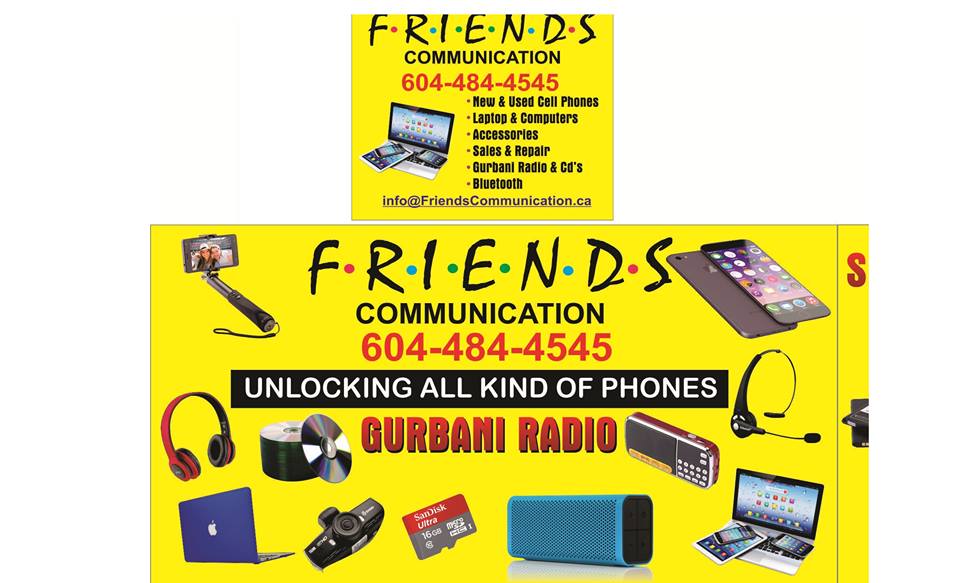 F•R•I•E•N•D•S
COMMUNICATION
604-484-4545
• New & Used Cell Phones
• Laptop & Computers
• Accessories
• Sales & Repair
• Gurbani Radio & Cd's
• Bluetooth
info@FriendsCommunication.ca
F•R•I•E•N•D•S
COMMUNICATION
604-484-4545
UNLOCKING ALL KIND OF PHONES
GURBANI RADIO
S
SanDisk
Ultra
16GB